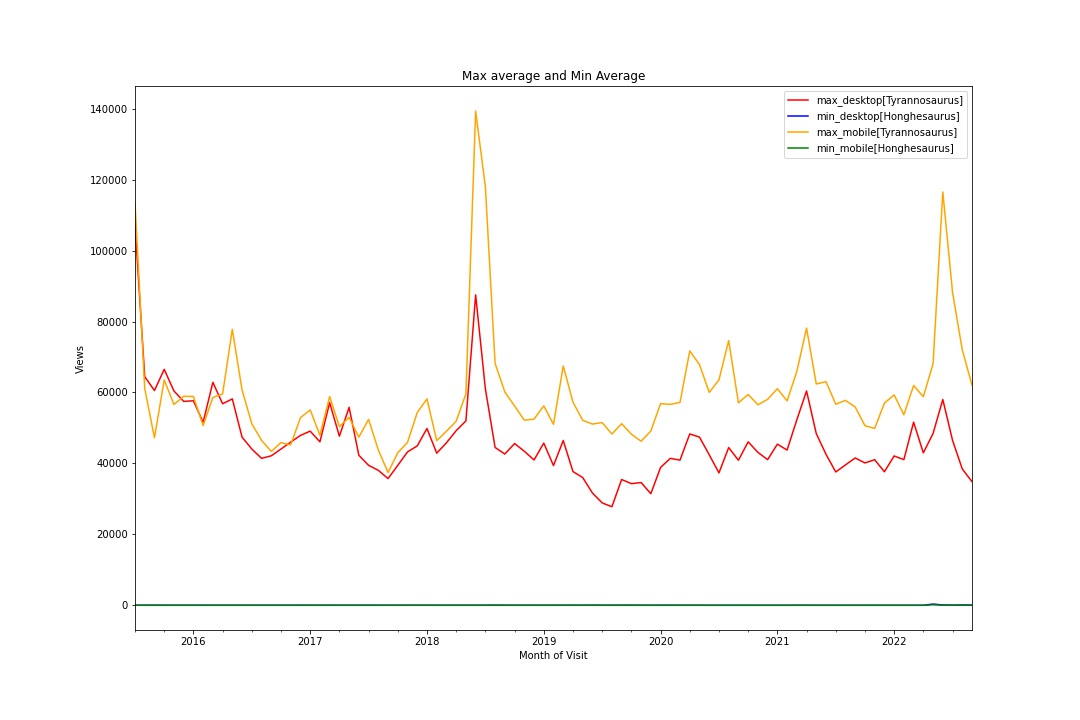 Max average and Min Average
max_desktop[Tyrannosaurus]
min_desktop[Honghesaurus]
max_mobile[Tyrannosaurus]
min_mobile[Honghesaurus]
140000
120000
100000
80000
60000
40000
20000
0
Views
2016 2017 2018 2019 2020 2021 2022
Month of Visit